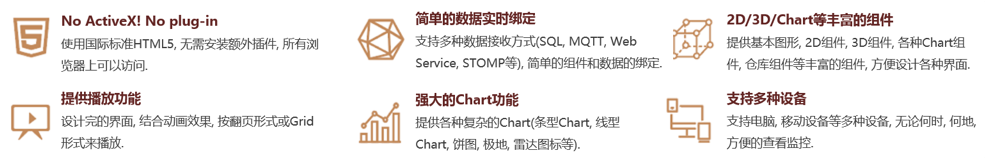 No ActiveX! No plug-in
使用国际标准HTML5, 无需安装额外插件, 所有浏
览器上可以访问.
简单的数据实时绑定
支持多种数据接收方式(SQL, MQTT, Web
Service, STOMP等), 简单的组件和数据的绑定.
2D/3D/Chart等丰富的组件
提供基本图形, 2D组件, 3D组件, 各种Chart组
件, 仓库组件等丰富的组件, 方便设计各种界面.
提供播放功能
设计完的界面, 结合动画效果, 按翻页形式或Grid
形式来播放.
强大的Chart功能
提供各种复杂的Chart(条型Chart, 线型
Chart, 饼图, 极地, 雷达图标等).
支持多种设备
支持电脑, 移动设备等多种设备, 无论何时, 何地,
方便的查看监控.